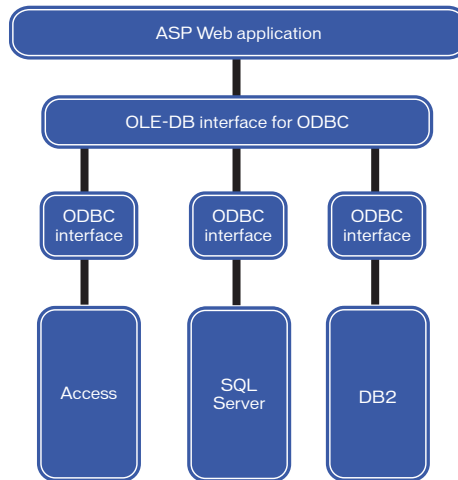 ASP Web application
OLE-DB interface for ODBC
ODBC
interface
ODBC
interface
ODBC
interface
Access
SQL
Server
DB2